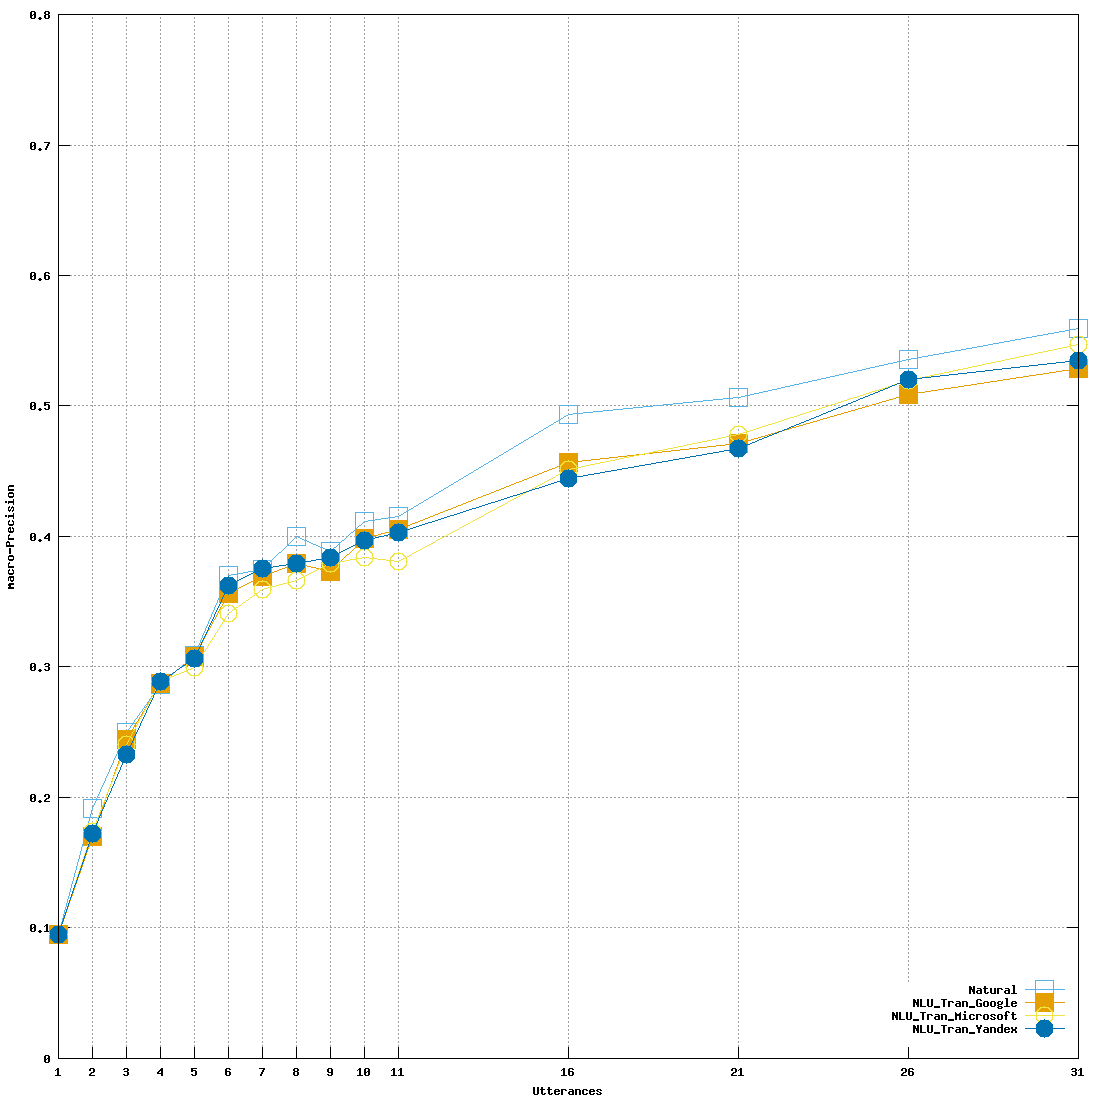 0.8
0.7
0.6
0.5
0.4
0.3
0.2
0.1
0
macro-Precision
1 2 3 4 5 6 7 8 9 10 11 16 21 26 31
Utterances
Natural
NLU_Tran_Google
NLU_Tran_Microsoft
NLU_Tran_Yandex